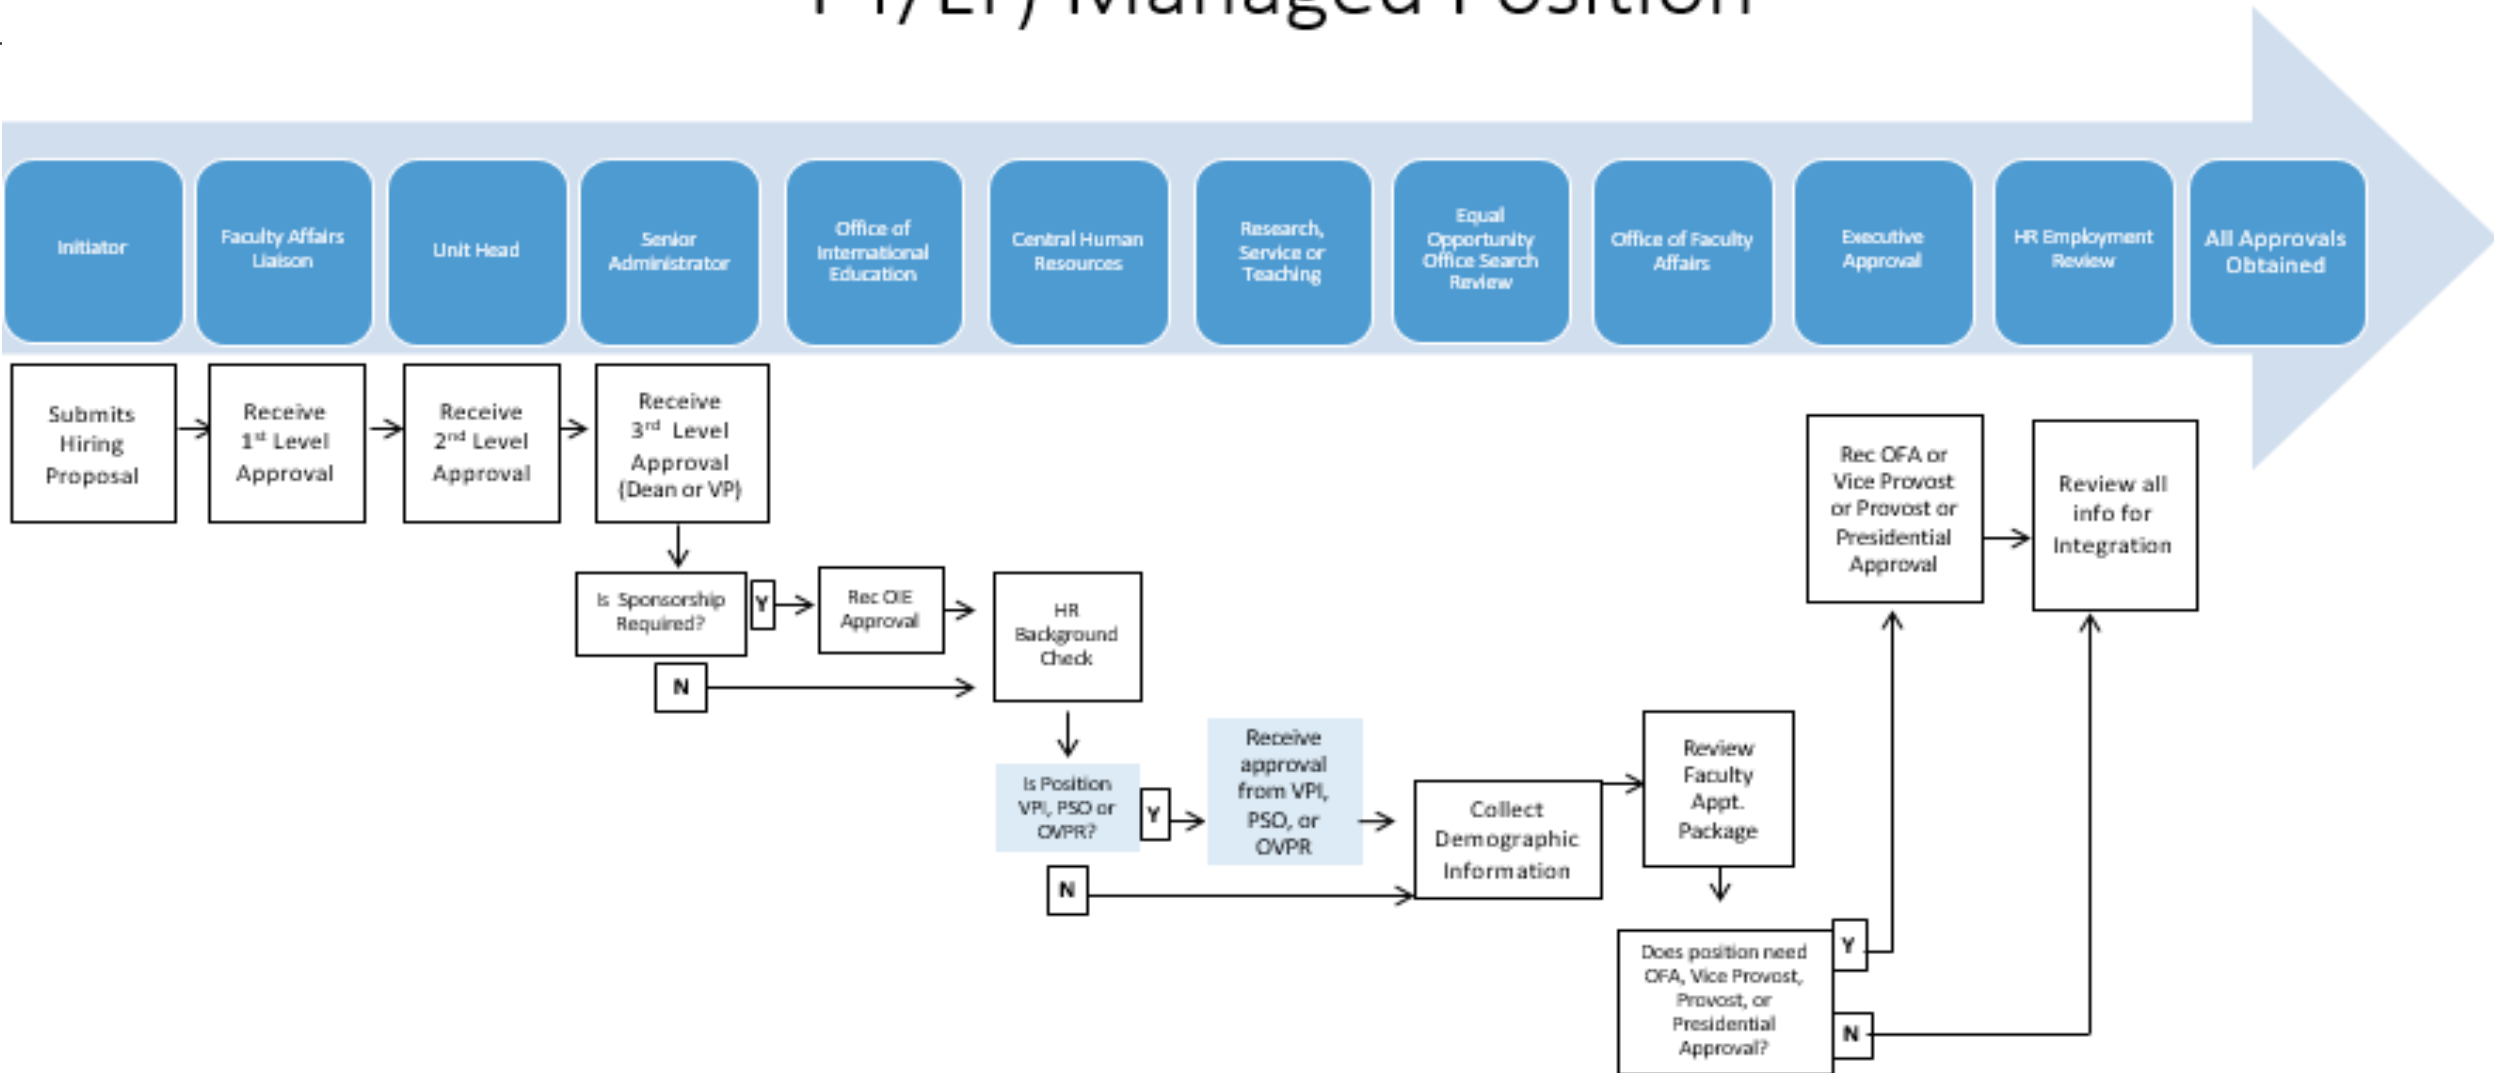 Managed Position
Initiator
Faculty Affairs
Liaison
Unit Head
Senior
Administrator
Office of
International
Education
Central Human
Resources
Research,
Service or
Teaching
Equal
Opportunity
Office Search
Review
Office of Faculty
Affairs
Executive
Approval
HR Employment
Review
All Approvals
Obtained
Submits
Hiring
Proposal
Receive
1st Level
Approval
Receive
2nd Level
Approval
Receive
3rd Level
Approval
(Dean or VP)
Is Sponsorship
Required?
Y
Rec OIE
Approval
N
HR
Background
Check
Is Position
VPI, PSO or
OVPR?
Y
N
Receive
approval
from VPI,
PSO, or
OVPR
Collect
Demographic
Information
Review
Faculty
Appt.
Package
Does position need
OFA, Vice Provost,
Provost, or
Presidential
Approval?
Y
N
Rec OFA or
Vice Provost
or Provost or
Presidential
Approval
Review all
info for
Integration